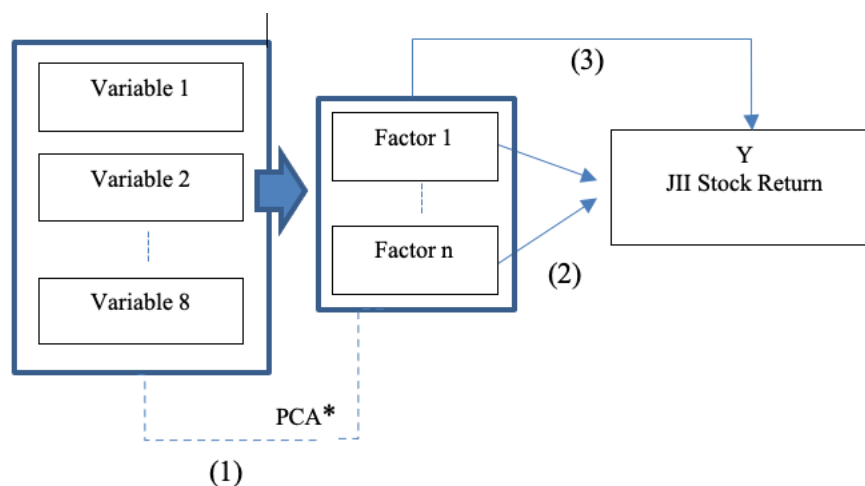 Variable 1
Variable 2
Variable 8
Factor 1
Factor n
(3)
Y
JII Stock Return
(2)
PCA*
(1)